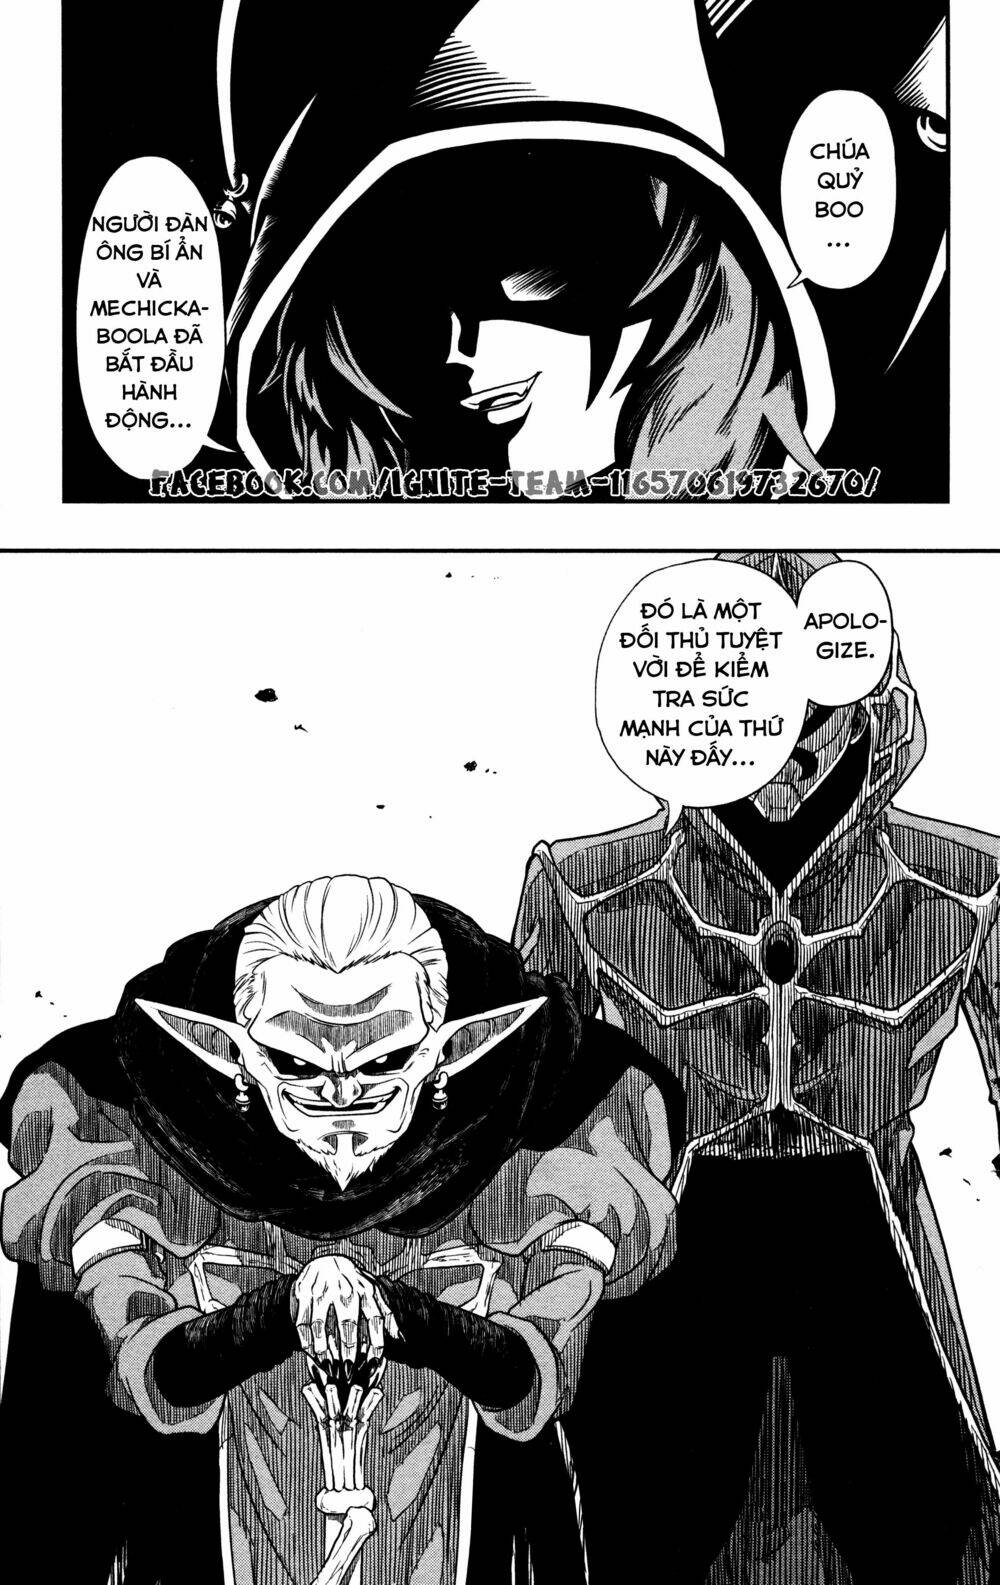 CHÚA
QUỶ
BOO
...
NGƯỜI ĐÀN
ÔNG BÍ ẨN
VÀ
MECHICKA-
BOOLA ĐÃ
BẮT ĐẦU
HÀNH
ĐỘNG...
FACEBOOK.COM/IGNITE-TEAM-116570619732670/
APOLO-
GIZE.
ĐÓ LÀ MỘT
ĐỐI THỦ TUYỆT
VỜI ĐỂ KIỂM
TRA SỨC
MẠNH CỦA THỨ
NÀY ĐẤY...